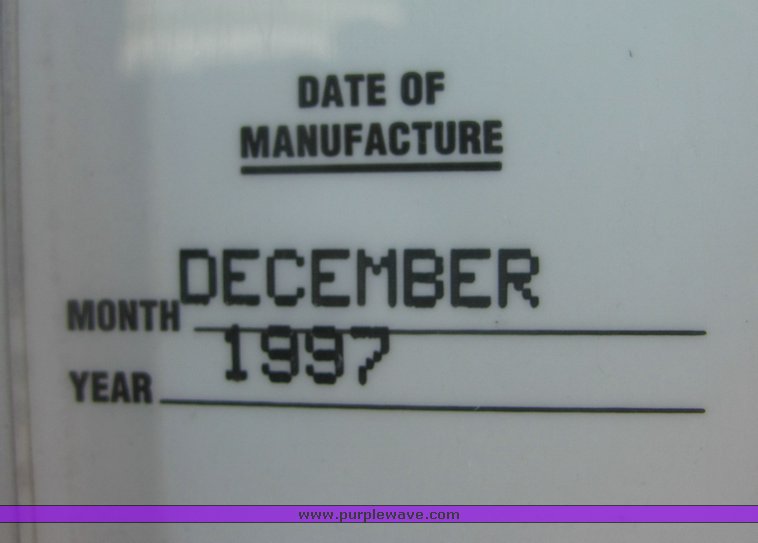 DATE OF
MANUFACTURE
MONTH DECEMBER
YEAR 1997
www.purplewave.com